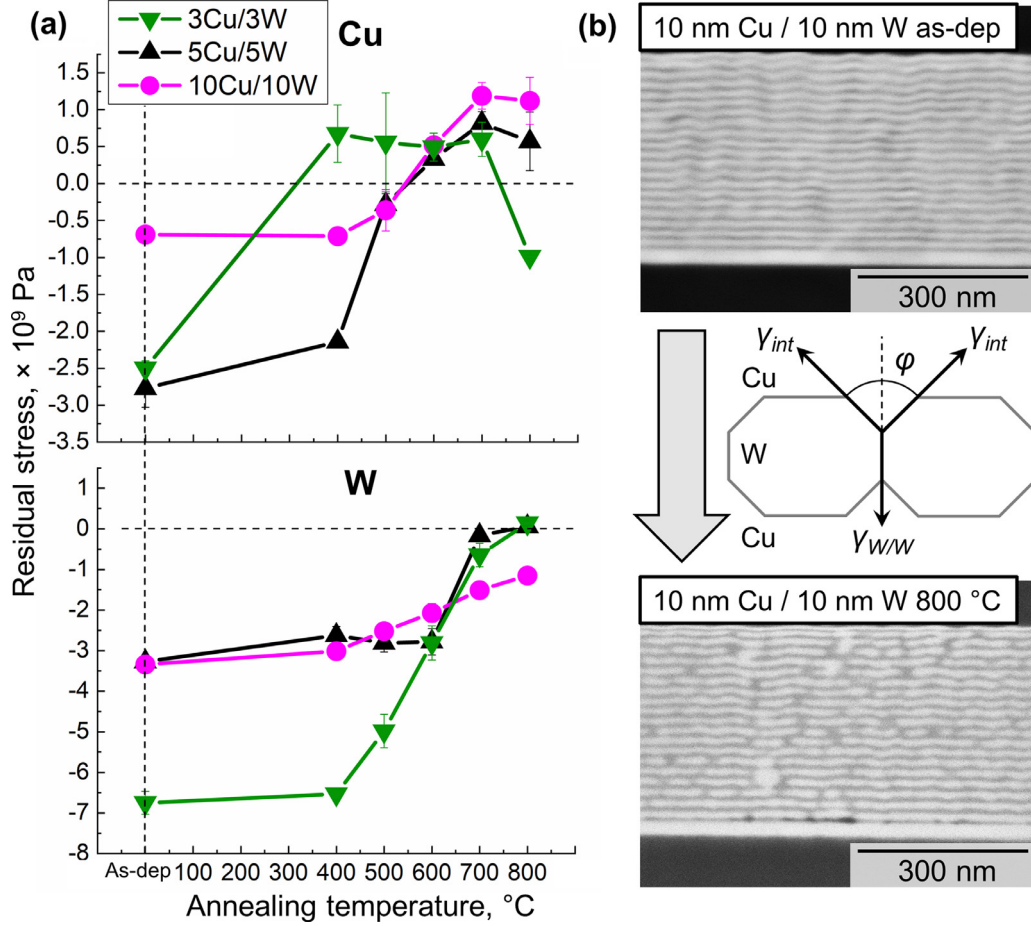 (a)
3Cu/3W
5Cu/5W
10Cu/10W
Cu
1.5
1.0
0.5
0.0
-0.5
-1.0
-1.5
-2.0
-2.5
-3.0
-3.5
W
0
-1
-2
-3
-4
-5
-6
-7
-8
Residual stress, × 10⁹ Pa
As-dep 100 200 300 400 500 600 700 800
Annealing temperature, °C
(b)
10 nm Cu / 10 nm W as-dep
300 nm
γint
φ
γint
Cu
W
Cu
γW/W
10 nm Cu / 10 nm W 800 °C
300 nm